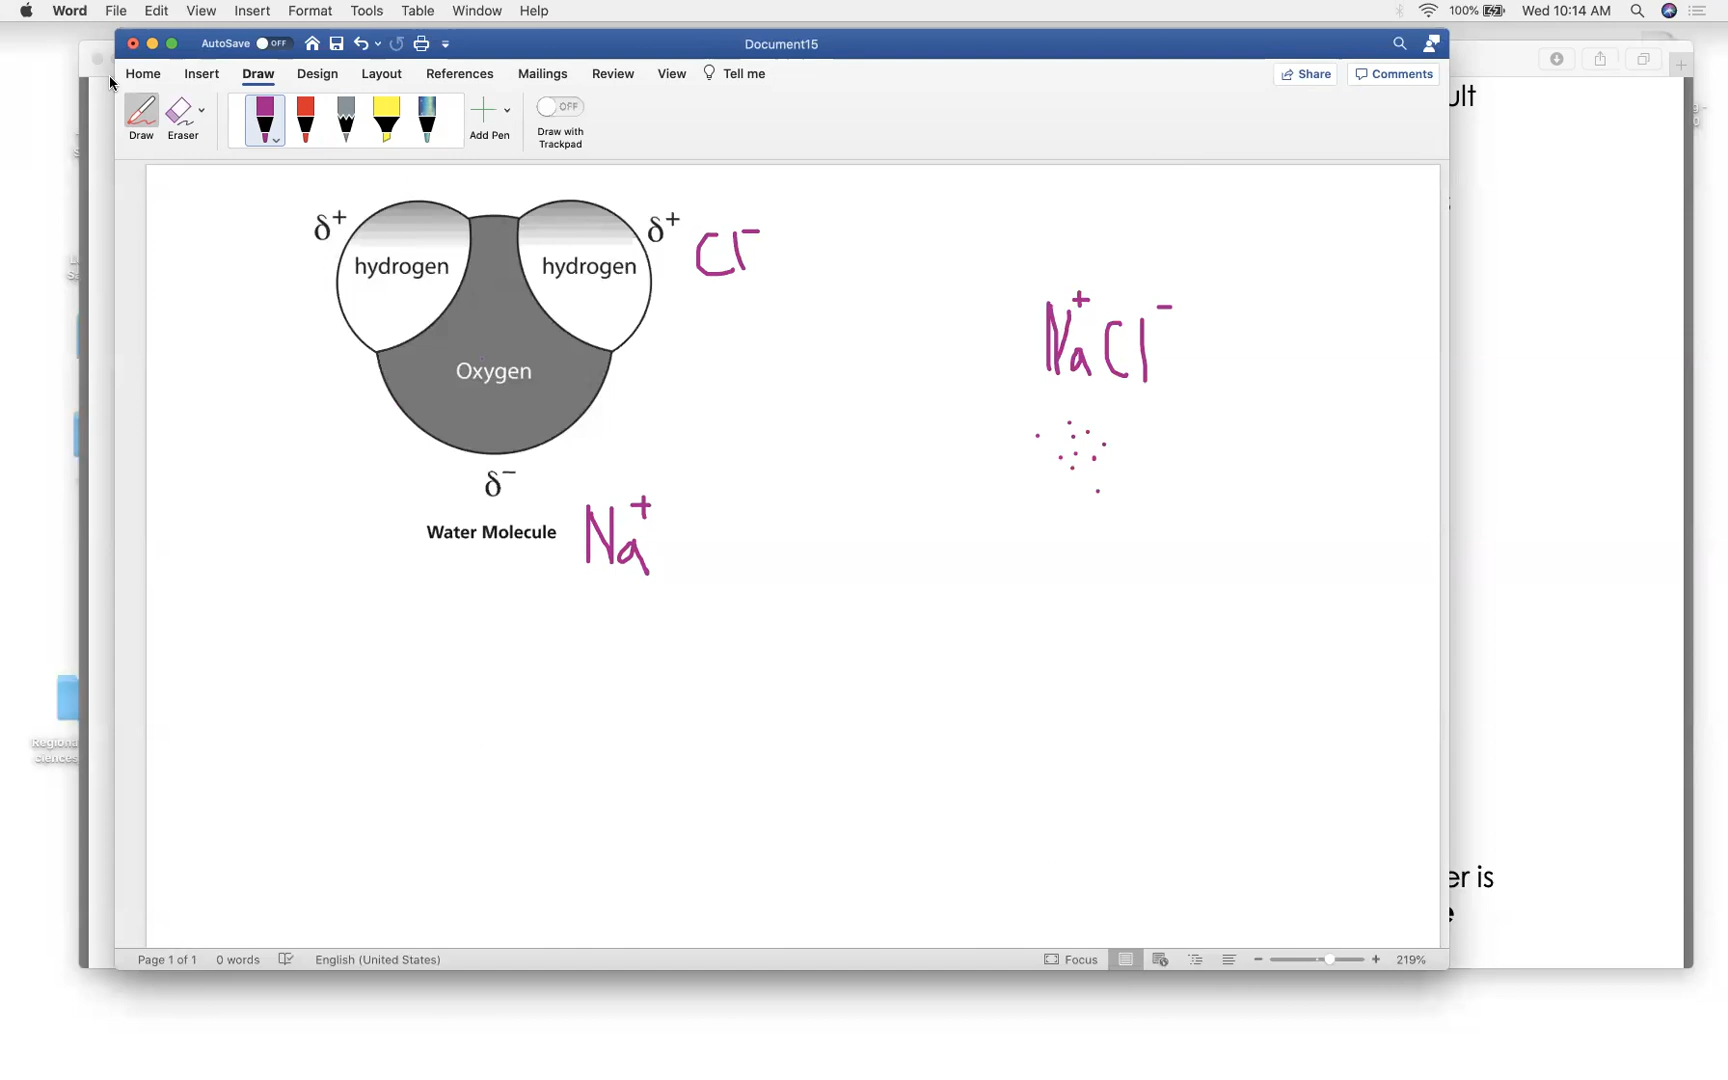 Word File Edit View Insert Format Tools Table Window Help 100% Wed 10:14 AM
AutoSave OFF Document15
Home Insert Draw Design Layout References Mailings Review View Tell me Share Comments
ult
OFF
Draw Eraser Add Pen Draw with Trackpad
δ+ δ+ Cl-
hydrogen hydrogen
Na+Cl-
Oxygen
δ−
Water Molecule Na+
Regiona
ciences
er is
e
Page 1 of 1 0 words English (United States) Focus 219%